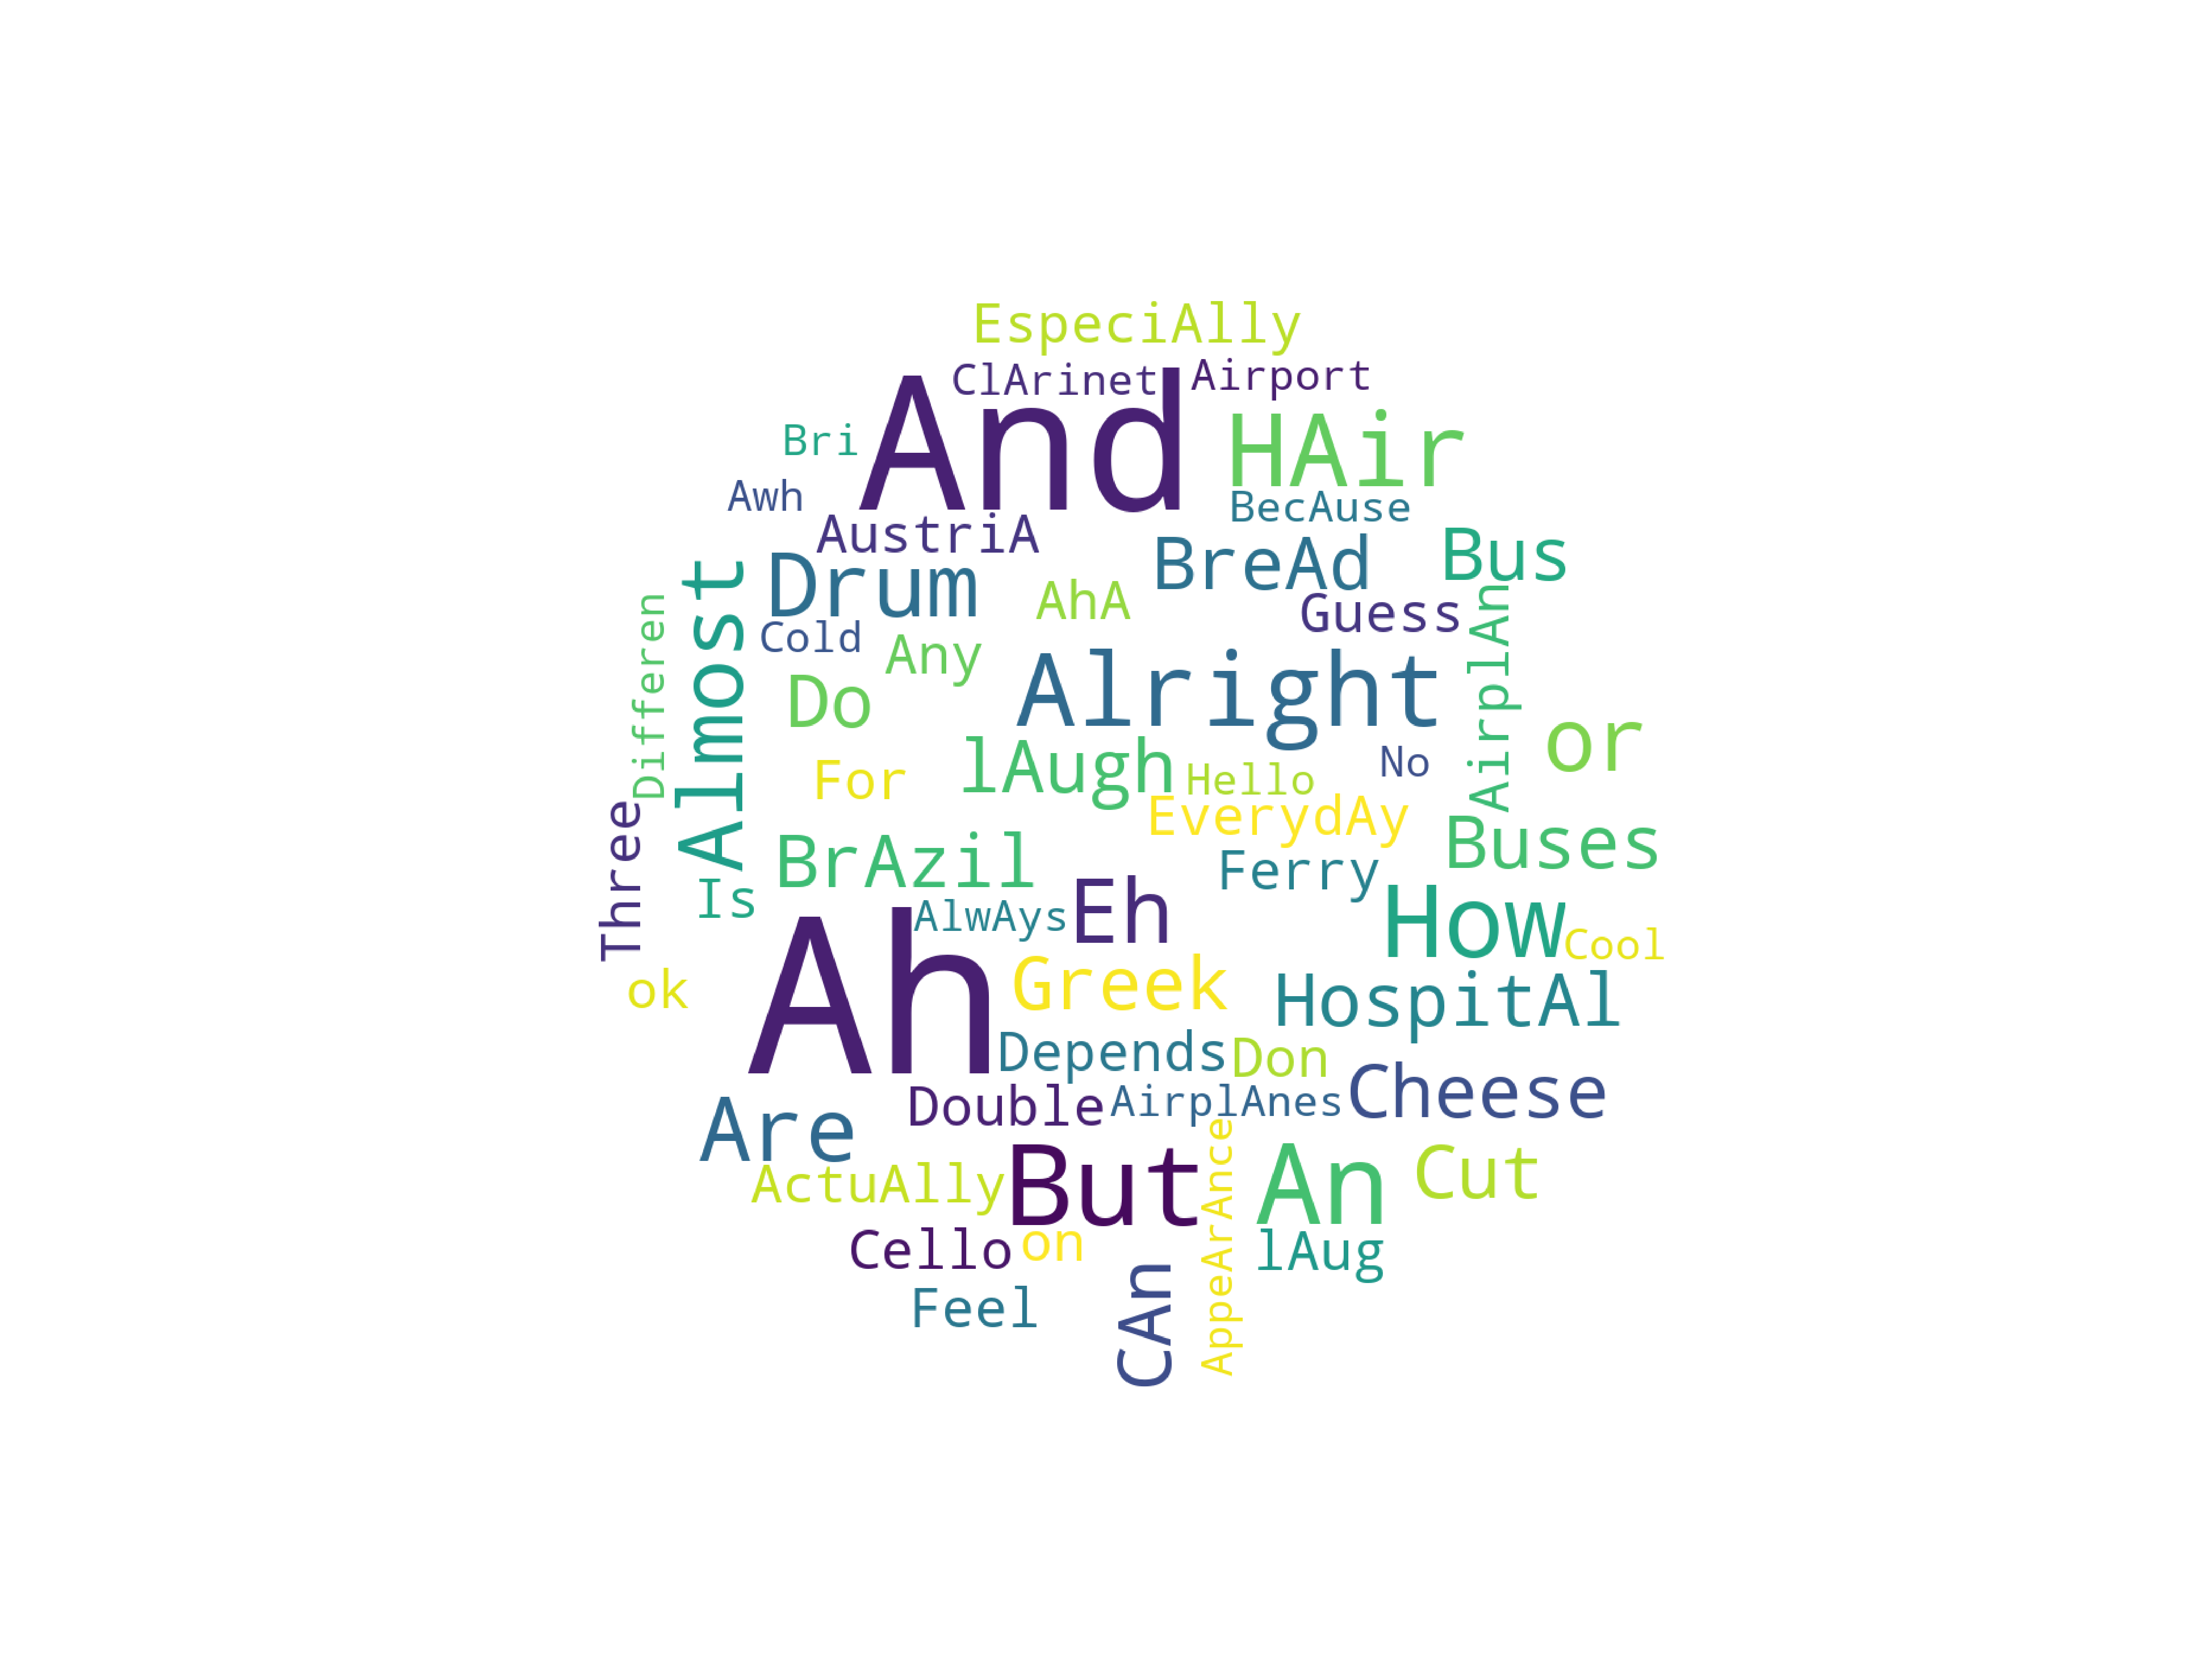 EspeciAlly
ClArinet
Airport
And
HAir
Bri
Awh
BecAuse
AustriA
Drum
BreAd
Bus
AhA
Guess
Almost
Differen
Cold
Any
Alright
AirplAn
Do
or
lAugh
No
For
Hello
EverydAy
Three
BrAzil
Ferry
Buses
Is
AlwAys
Eh
How
Cool
Ah
ok
Greek
HospitAl
Depends
Don
Double
AirplAnes
Cheese
Are
ActuAlly
But
AppeArAnce
An
Cut
Cello
on
lAug
Feel
CAn